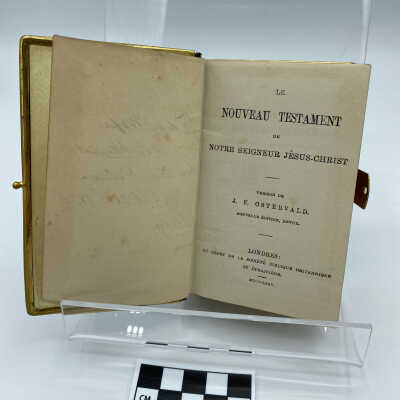 LE
NOUVEAU TESTAMENT
DE
NOTRE SEIGNEUR JÉSUS-CHRIST
VERSION DE
J. F. OSTERVALD.
NOUVELLE ÉDITION, REVUE.
LONDRES:
AU DÉPÔT DE LA SOCIÉTÉ BIBLIQUE BRITANNIQUE
ET ÉTRANGÈRE.
CM